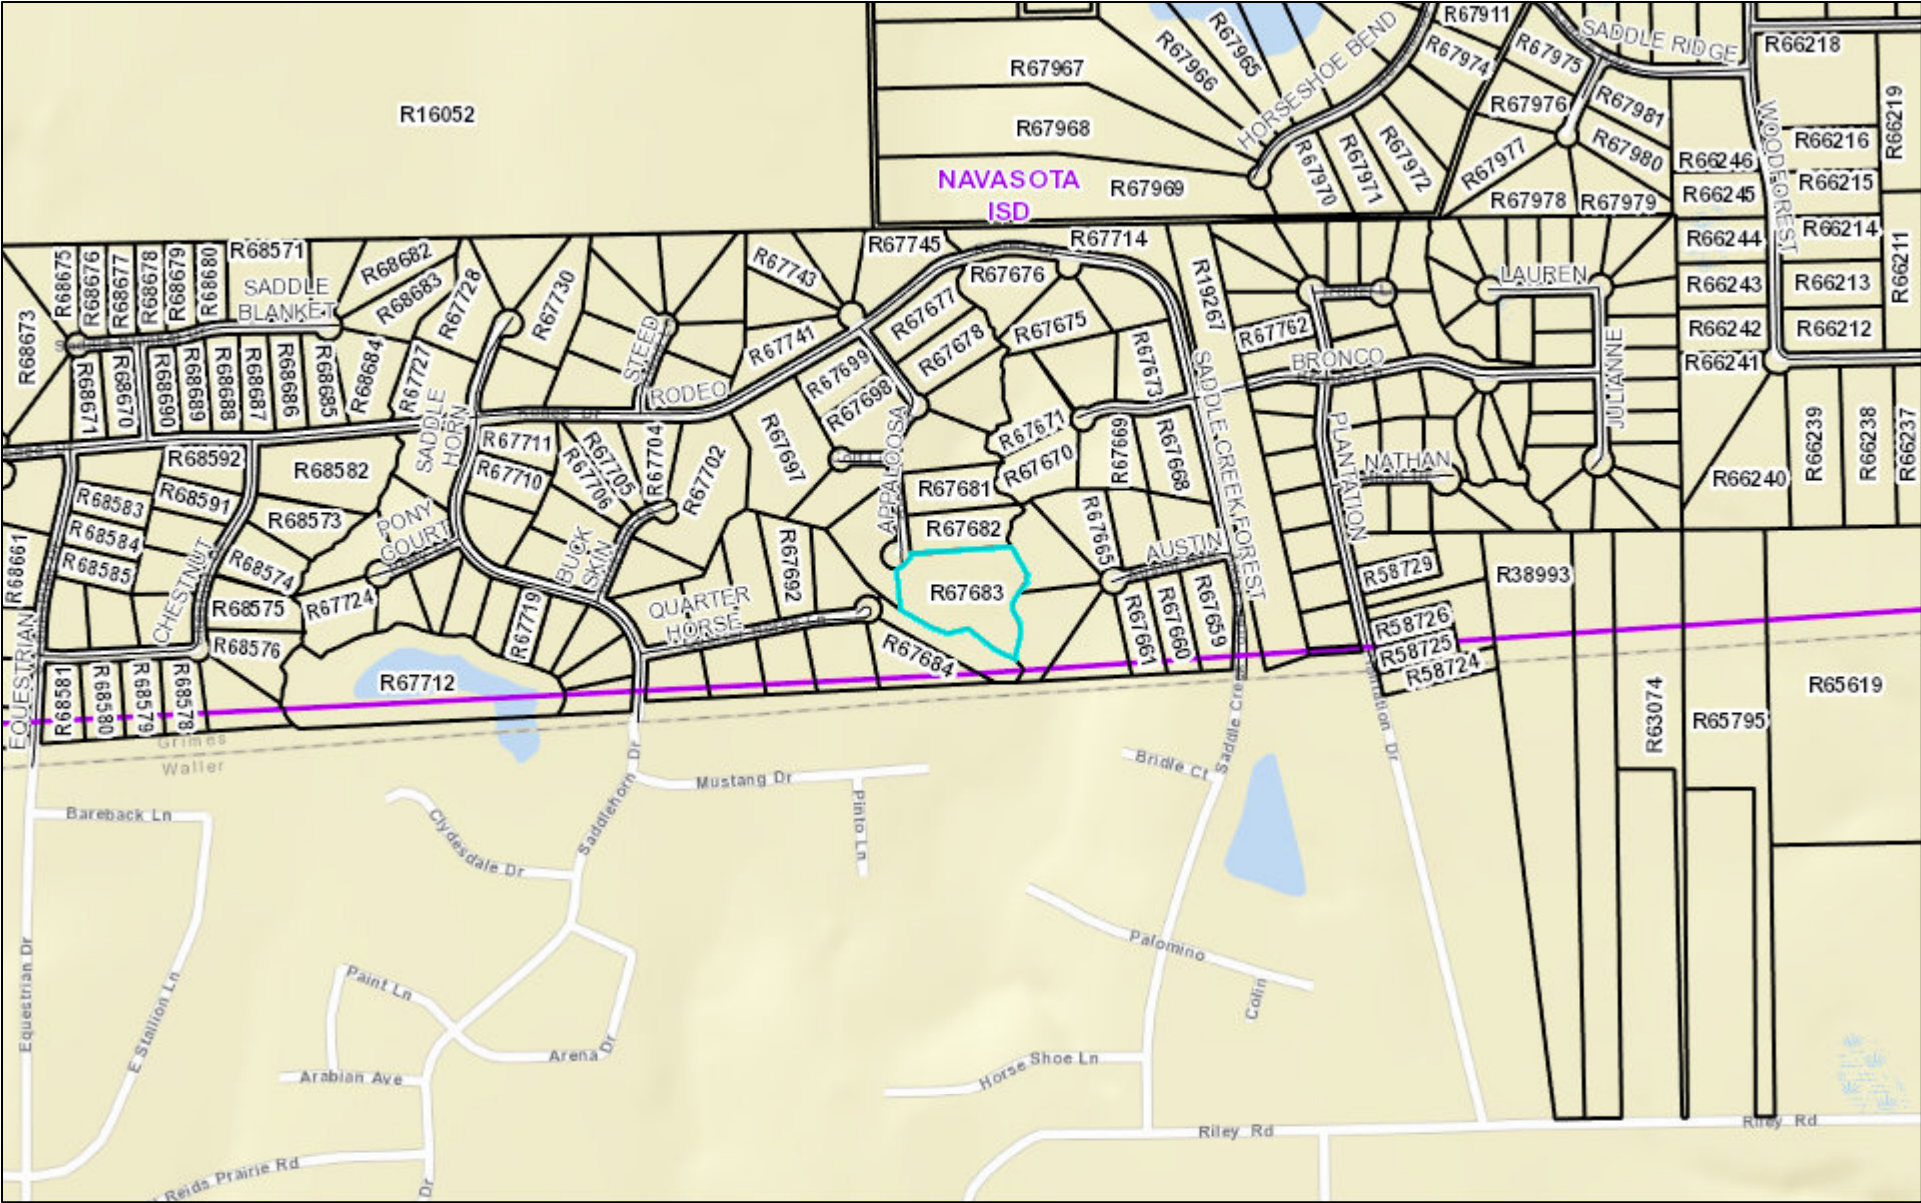 R67911
SADDLE RIDGE
R66218
R67965
HORSESHOE BEND
R67974
R67975
R67967
R67966
R16052
R67976
R67981
R66219
R67968
WOODFOREST
R66216
R67970
R67971
R67972
R67977
R67980
R66246
NAVASOTA
ISD
R67969
R66245
R66215
R67978
R67979
R66214
R66244
R66211
R68675
R68676
R68677
R68678
R68679
R68680
R68571
R68682
R67745
R67714
R67743
R67676
R19267
LAUREN
R66243
R66213
SADDLE
BLANKET
R68683
R67728
R67730
R67677
R67675
R67762
R66242
R66212
R68673
STEED
R67741
R67678
R67673
BRONCO
JULIANNE
R66241
R68671
R68670
R68690
R68689
R68688
R68687
R68686
R68685
R68684
R67727
R67699
R67698
SADDLE CREEK FOREST
RODEO
Rodeo Dr
SADDLE
HORN
R67711
R67710
R67705
R67706
R67704
R67702
R67697
APPALOOSA
R67671
R67670
R67669
R67668
PLANTATION
NATHAN
R66240
R66239
R66238
R66237
R68592
R68582
R68583
R68591
R68584
R68573
R68585
R67681
R67682
R67665
AUSTIN
PONY
COURT
BUCK
SKIN
R68661
CHESTNUT
R68574
R67724
R68575
R68576
R67719
R67692
QUARTER
HORSE
R67683
R67684
R67661
R67660
R67659
R58729
R38993
R58726
R58725
R58724
EQUESTRIAN
R68581
R68580
R68579
R68578
R67712
R63074
R65795
R65619
Grimes
Waller
Plantation Dr
Saddle Cree
Bridle Ct
Mustang Dr
Pinto Ln
Saddlehorn Dr
Clydesdale Dr
Bareback Ln
Palomino
Colin
Equestrian Dr
E Stallion Ln
Paint Ln
Arena Dr
Arabian Ave
Horse Shoe Ln
Riley Rd
Riley Rd
Reids Prairie Rd
Dr